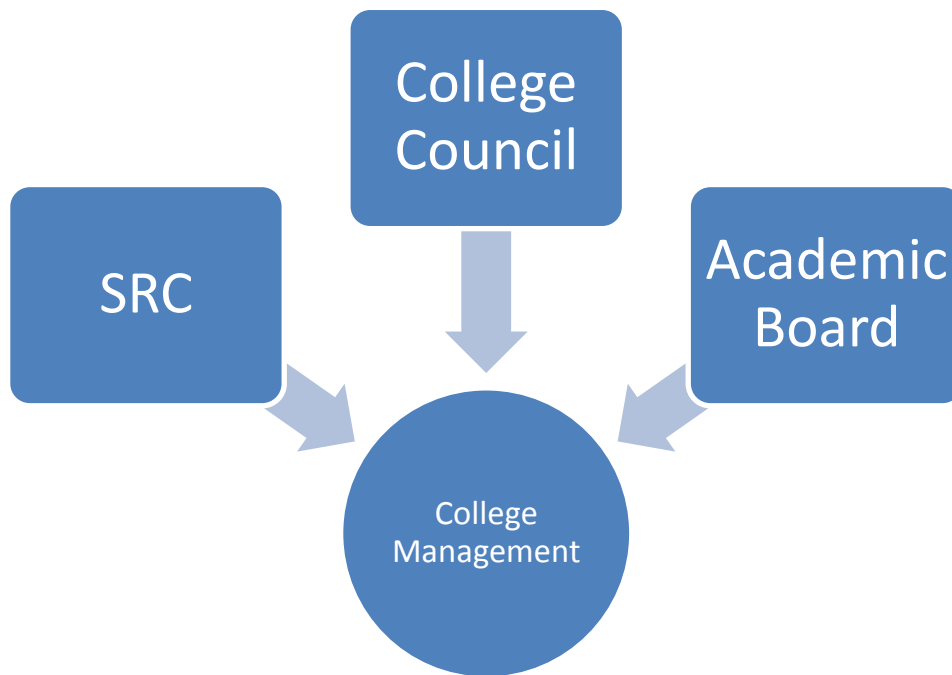 College
Council
SRC
Academic
Board
College
Management